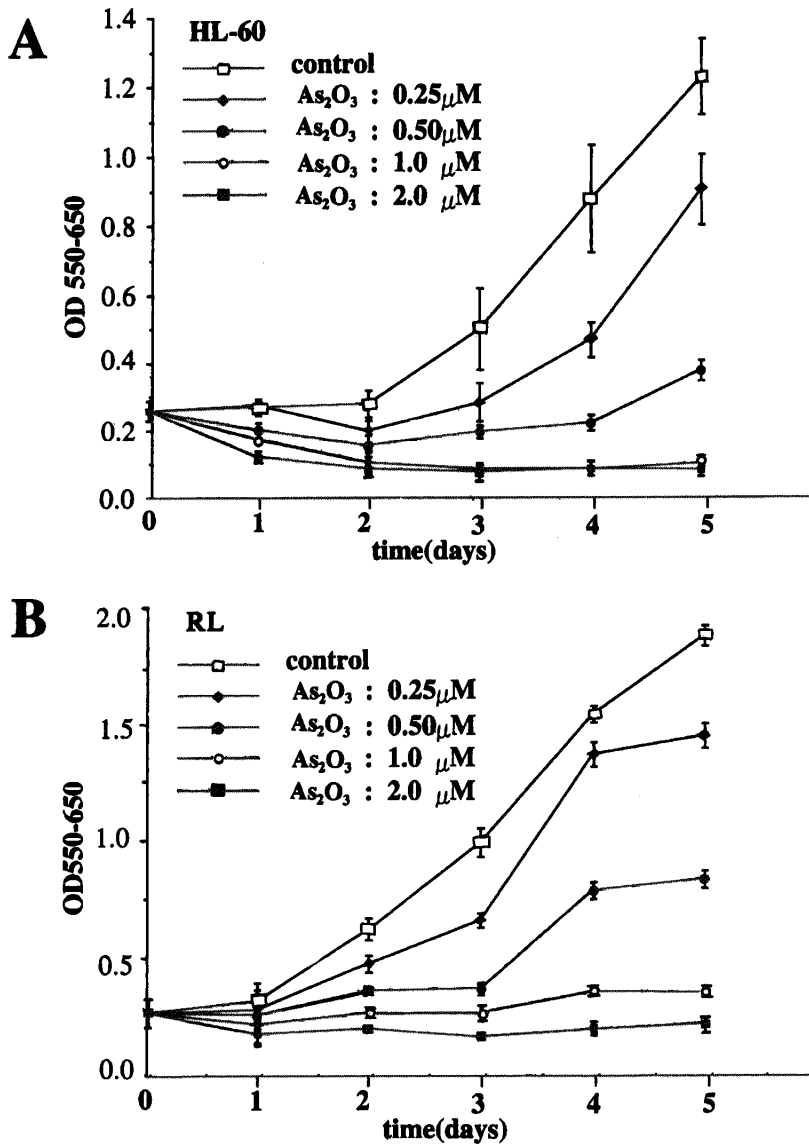 A
HL-60
control
As₂O₃ : 0.25μM
As₂O₃ : 0.50μM
As₂O₃ : 1.0 μM
As₂O₃ : 2.0 μM
OD 550-650
1.4
1.2
1.0
0.8
0.6
0.4
0.2
0.0
0 1 2 3 4 5
time(days)
B
RL
control
As₂O₃ : 0.25μM
As₂O₃ : 0.50μM
As₂O₃ : 1.0 μM
As₂O₃ : 2.0 μM
OD550-650
2.0
1.5
1.0
0.5
0.0
0 1 2 3 4 5
time(days)